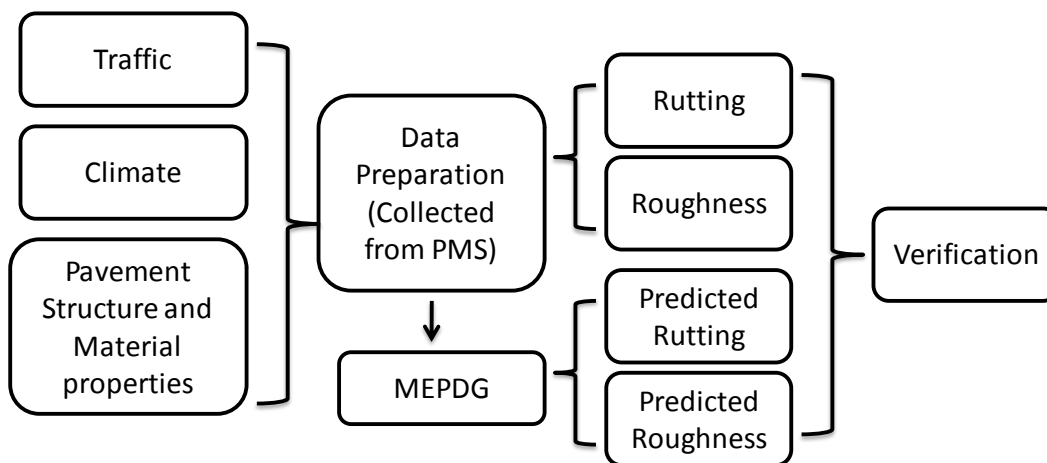 Traffic
Climate
Pavement
Structure and
Material
properties
Data
Preparation
(Collected
from PMS)
MEPDG
Rutting
Roughness
Predicted
Rutting
Predicted
Roughness
Verification